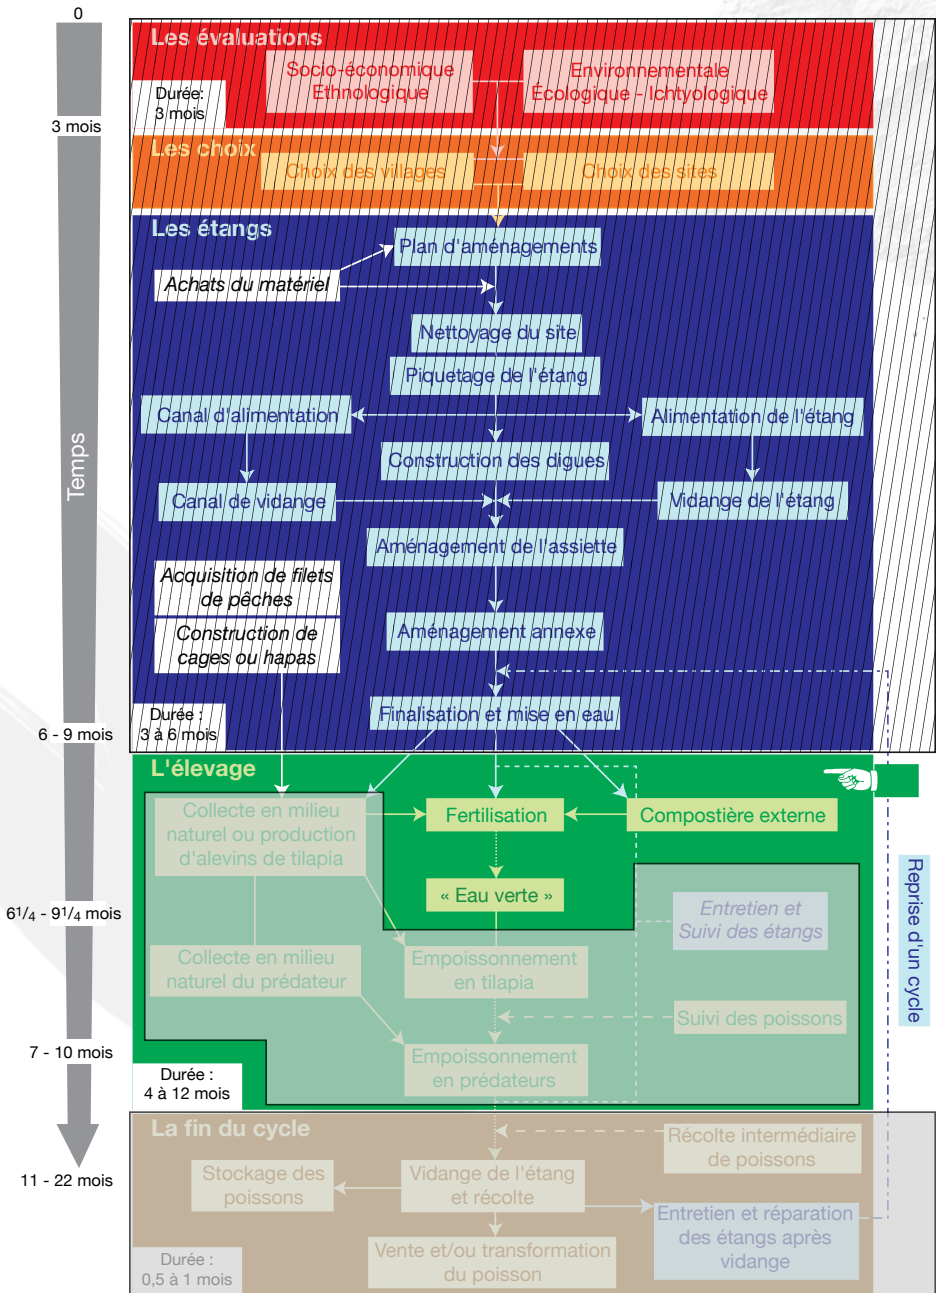 0
Les évaluations
Socio-économique
Ethnologique
Environnementale
Écologique - Ichtyologique
Durée:
3 mois
3 mois
Les choix
Choix des villages
Choix des sites
Les étangs
Plan d'aménagements
Achats du matériel
Nettoyage du site
Piquetage de l'étang
Canal d'alimentation
Alimentation de l'étang
Construction des digues
Temps
Canal de vidange
Vidange de l'étang
Aménagement de l'assiette
Acquisition de filets
de pêches
Construction de
cages ou hapas
Aménagement annexe
Finalisation et mise en eau
Durée :
3 à 6 mois
6 - 9 mois
L'élevage
Collecte en milieu
naturel ou production
d'alevins de tilapia
Fertilisation
Compostière externe
« Eau verte »
6 1/4 - 9 1/4 mois
Entretien et
Suivi des étangs
Reprise d'un cycle
Collecte en milieu
naturel du prédateur
Empoissonnement
en tilapia
Suivi des poissons
7 - 10 mois
Empoissonnement
en prédateurs
Durée :
4 à 12 mois
La fin du cycle
Récolte intermédiaire
de poissons
11 - 22 mois
Stockage des
poissons
Vidange de l'étang
et récolte
Entretien et réparation
des étangs après
vidange
Vente et/ou transformation
du poisson
Durée :
0,5 à 1 mois